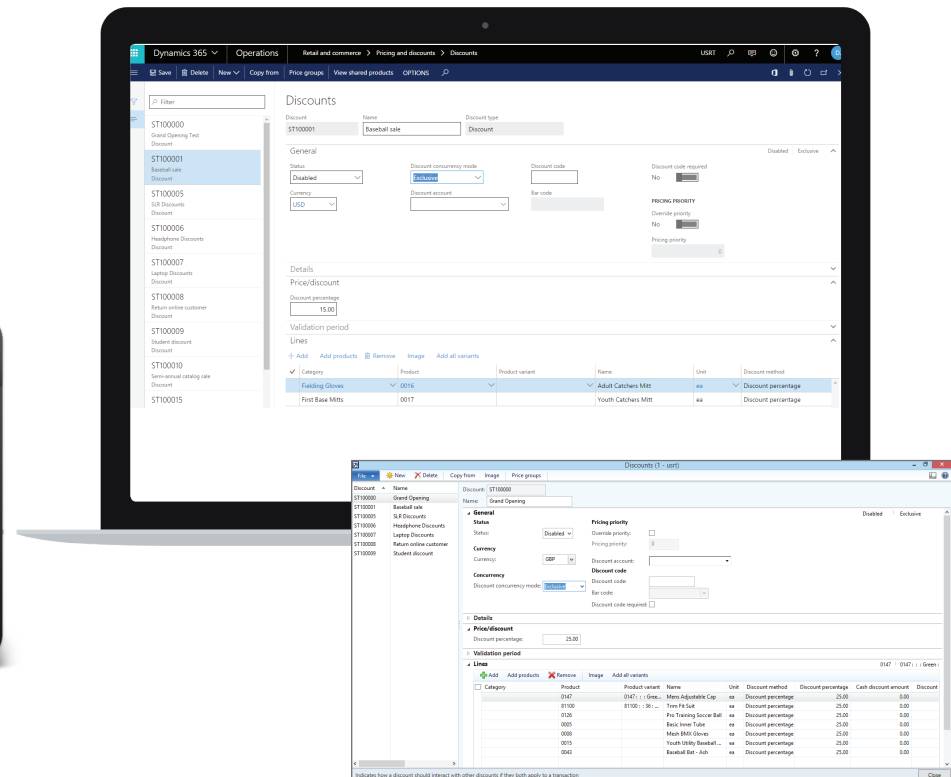 Dynamics 365 Operations Retail and commerce > Pricing and discounts > Discounts USRT ?
Save Delete New Copy from Price groups View shared products OPTIONS
Filter
ST100000
Grand Opening Test
Discount
ST100001
Baseball sale
Discount
ST100005
SLR Discounts
Discount
ST100006
Headphone Discounts
Discount
ST100007
Laptop Discounts
Discount
ST100008
Return online customer
Discount
ST100009
Student discount
Discount
ST100010
Semi-annual catalog sale
Discount
ST100015
Discounts
Discount Name Discount type
ST100001 Baseball sale Discount
General Disabled Exclusive
Status Discount concurrency mode Discount code Discount code required
Disabled Exclusive No
Currency Discount account Bar code
USD
PRICING PRIORITY
Override priority
No
Pricing priority
Details
Price/discount
Discount percentage
15.00
Validation period
Lines
+ Add Add products Remove Image Add all variants
Category Product Product variant Name Unit Discount method
Fielding Gloves 0016 Adult Catchers Mitt ea Discount percentage
First Base Mitts 0017 Youth Catchers Mitt ea Discount percentage
Discounts (1 - usrt)
File New Delete Copy from Image Price groups
Discount Name
ST100000 Grand Opening
ST100001 Baseball sale
ST100005 SLR Discounts
ST100006 Headphone Discounts
ST100007 Laptop Discounts
ST100008 Return online customer
ST100009 Student discount
Discount: ST100000
Name: Grand Opening
General Disabled Exclusive
Status Pricing priority
Status: Disabled Override priority:
Pricing priority: 0
Currency
Currency: GBP Discount account:
Concurrency Discount code
Discount code:
Discount concurrency mode: Exclusive
Bar code:
Discount code required:
Details
Price/discount
Discount percentage: 25.00
Validation period
Lines 0147 0147 : : : Green :
Add Add products Remove Image Add all variants
Category Product Product variant Name Unit Discount method Discount percentage Cash discount amount Discount
0147 0147 : : : Gree... Mens Adjustable Cap ea Discount percentage 25.00 0.00
81100 81100 : : 36 : ... Trim Fit Suit ea Discount percentage 25.00 0.00
0126 Pro Training Soccer Ball ea Discount percentage 25.00 0.00
0005 Basic Inner Tube ea Discount percentage 25.00 0.00
0008 Mesh BMX Gloves ea Discount percentage 25.00 0.00
0015 Youth Utility Baseball ... ea Discount percentage 25.00 0.00
0043 Baseball Bat - Ash ea Discount percentage 25.00 0.00
Indicates how a discount should interact with other discounts if they both apply to a transaction Close